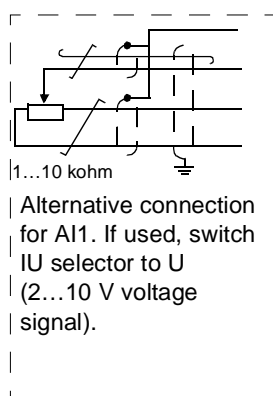 1…10 kohm
Alternative connection
for AI1. If used, switch
IU selector to U
(2…10 V voltage
signal).